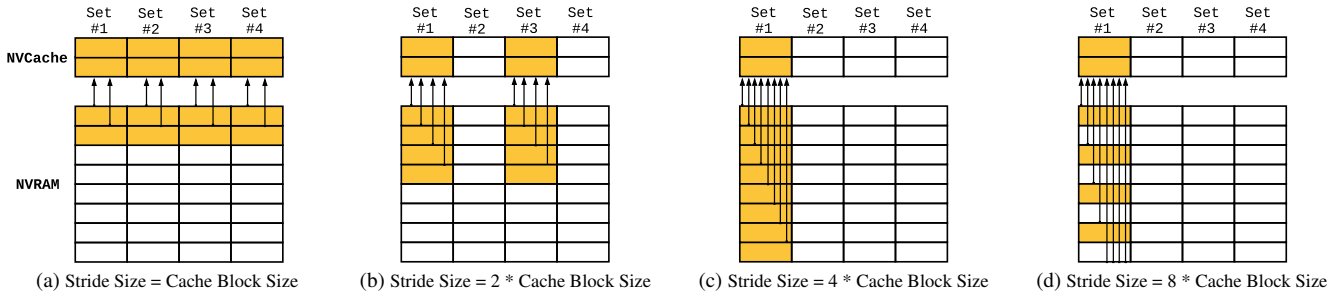 Set Set Set Set
#1 #2 #3 #4
NVCache
NVRAM
(a) Stride Size = Cache Block Size
Set Set Set Set
#1 #2 #3 #4
(b) Stride Size = 2 * Cache Block Size
Set Set Set Set
#1 #2 #3 #4
(c) Stride Size = 4 * Cache Block Size
Set Set Set Set
#1 #2 #3 #4
(d) Stride Size = 8 * Cache Block Size